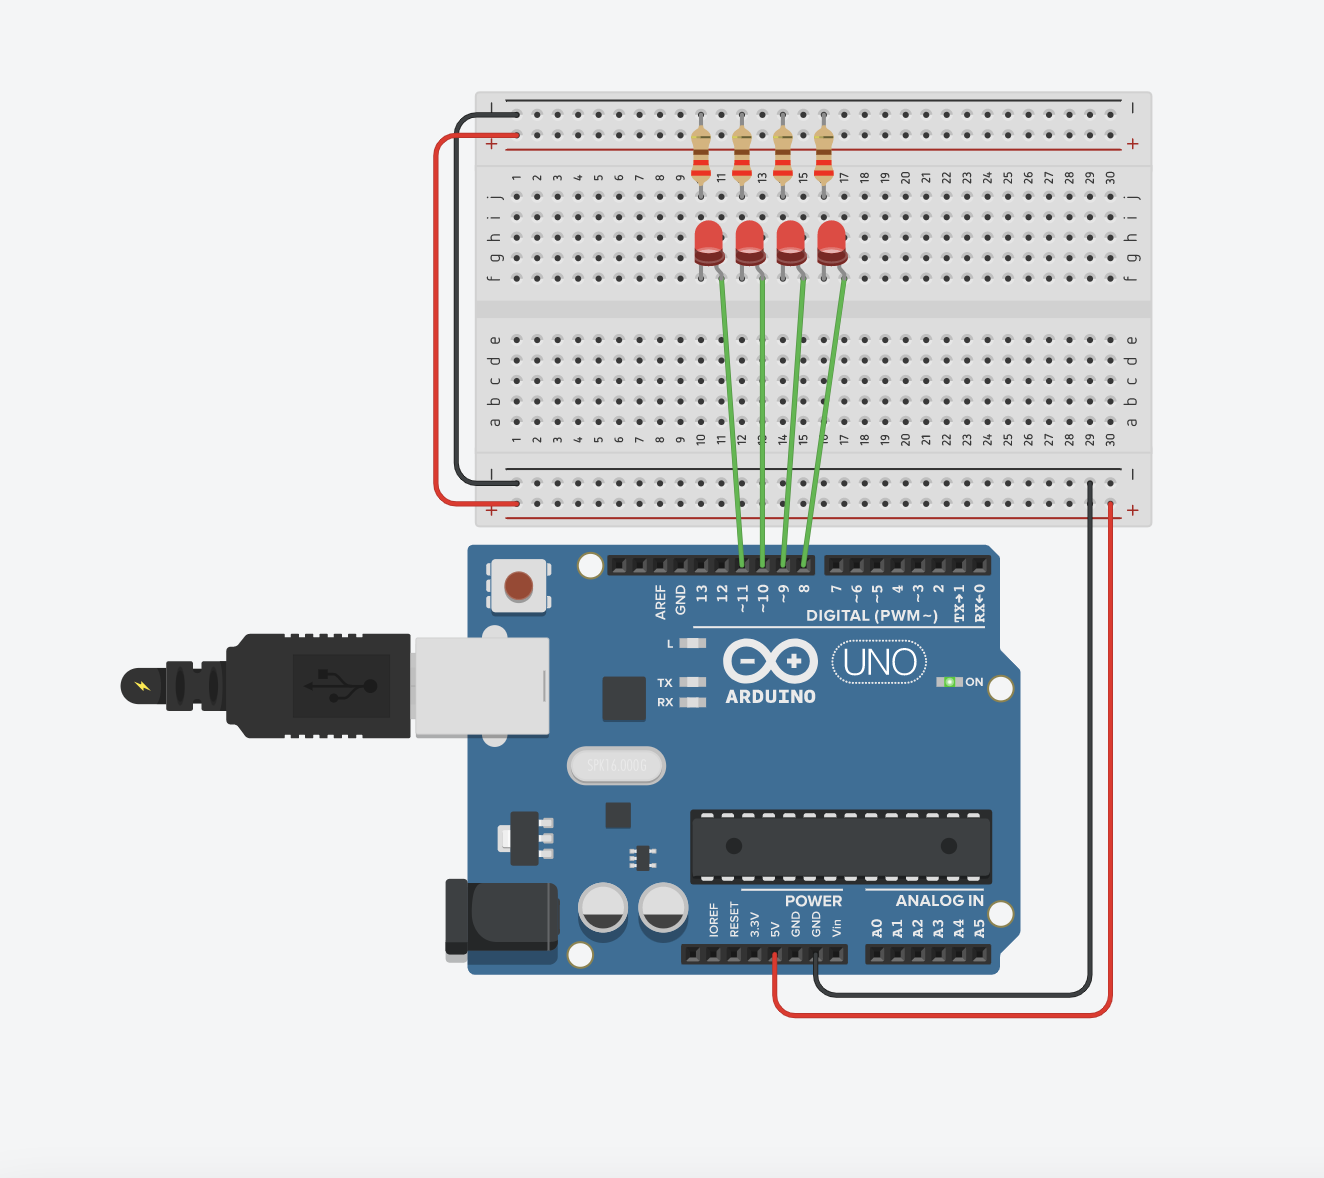 − −
+ +
1 2 3 4 5 6 7 8 9 10 11 12 13 14 15 16 17 18 19 20 21 22 23 24 25 26 27 28 29 30
j j
i i
h h
g g
f f
e e
d d
c c
b b
a a
1 2 3 4 5 6 7 8 9 10 11 12 13 14 15 16 17 18 19 20 21 22 23 24 25 26 27 28 29 30
− −
+ +
AREF GND 13 12 ~11 ~10 ~9 8 7 ~6 ~5 4 ~3 2 TX→1 RX←0
DIGITAL (PWM ~)
L
TX
RX
ARDUINO
UNO
ON
SPK16.000G
POWER
ANALOG IN
IOREF RESET 3.3V 5V GND GND Vin A0 A1 A2 A3 A4 A5